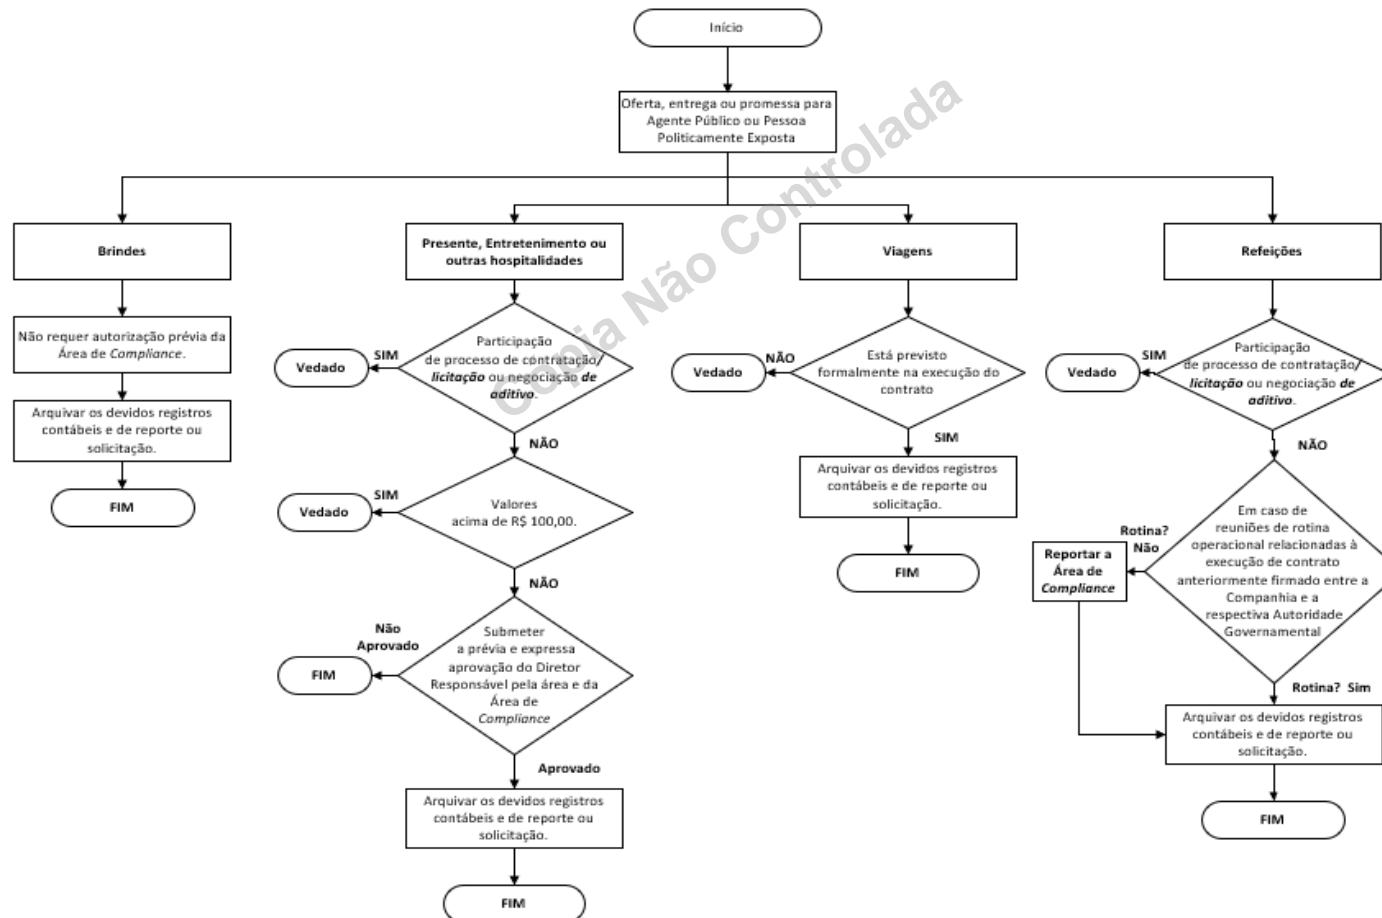 Início
Oferta, entrega ou promessa para
Agente Público ou Pessoa
Politicamente Exposta
Brindes
Não requer autorização prévia da
Área de Compliance.
Arquivar os devidos registros
contábeis e de reporte ou
solicitação.
FIM
Presente, Entretenimento ou
outras hospitalidades
Participação
de processo de contratação/
licitação ou negociação de
aditivo.
SIM
Vedado
NÃO
Valores
acima de R$ 100,00.
SIM
Vedado
NÃO
Submeter
a prévia e expressa
aprovação do Diretor
Responsável pela área e da
Área de
Compliance
Não
Aprovado
FIM
Aprovado
Arquivar os devidos registros
contábeis e de reporte ou
solicitação.
FIM
Viagens
Está previsto
formalmente na execução do
contrato
NÃO
Vedado
SIM
Arquivar os devidos registros
contábeis e de reporte ou
solicitação.
FIM
Refeições
Participação
de processo de contratação/
licitação ou negociação de
aditivo.
SIM
Vedado
NÃO
Em caso de
reuniões de rotina
operacional relacionadas à
execução de contrato
anteriormente firmado entre a
Companhia e a
respectiva Autoridade
Governamental
Rotina?
Não
Reportar a
Área de
Compliance
Rotina? Sim
Arquivar os devidos registros
contábeis e de reporte ou
solicitação.
FIM
Copia Não Controlada